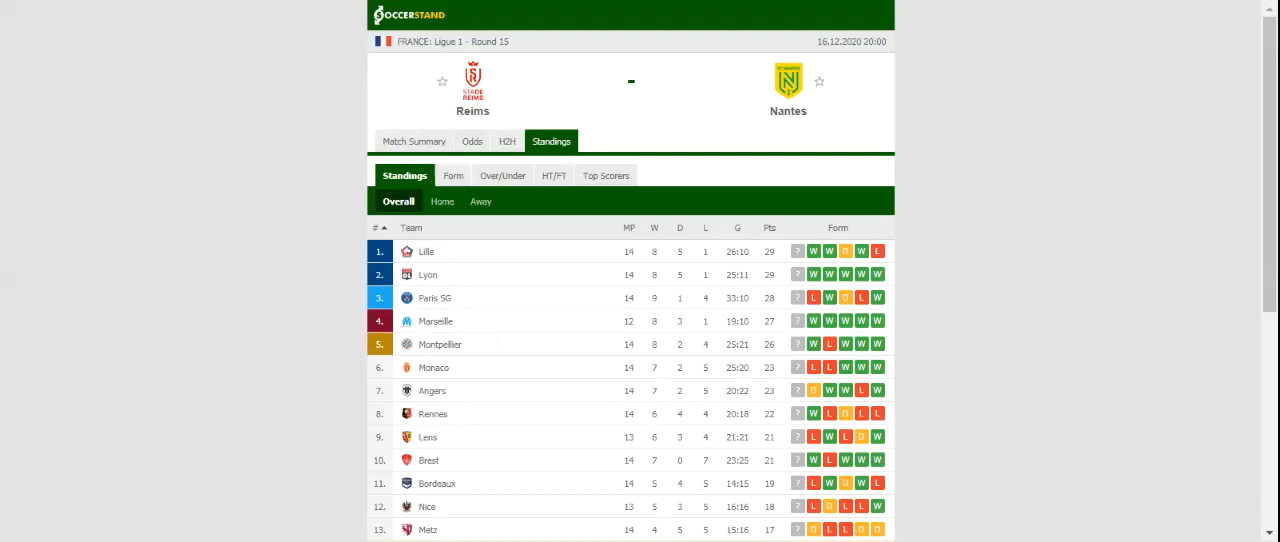 SOCCERSTAND
FRANCE: Ligue 1 - Round 15 16.12.2020 20:00
STADE REIMS FC NANTES
-
Reims Nantes
Match Summary Odds H2H Standings
Standings Form Over/Under HT/FT Top Scorers
Overall Home Away
# Team MP W D L G Pts Form
1. Lille 14 8 5 1 26:10 29 ? W W D W L
2. Lyon 14 8 5 1 25:11 29 ? W W W W W
3. Paris SG 14 9 1 4 33:10 28 ? L W D L W
4. Marseille 12 8 3 1 19:10 27 ? W W W W W
5. Montpellier 14 8 2 4 25:21 26 ? W L W W W
6. Monaco 14 7 2 5 25:20 23 ? L L W W W
7. Angers 14 7 2 5 20:22 23 ? D W W L W
8. Rennes 14 6 4 4 20:18 22 ? W L D L L
9. Lens 13 6 3 4 21:21 21 ? L W L D W
10. Brest 14 7 0 7 23:25 21 ? W L W W W
11. Bordeaux 14 5 4 5 14:15 19 ? L W D W L
12. Nice 13 5 3 5 16:16 18 ? L D L L W
13. Metz 14 4 5 5 15:16 17 ? D L L D D